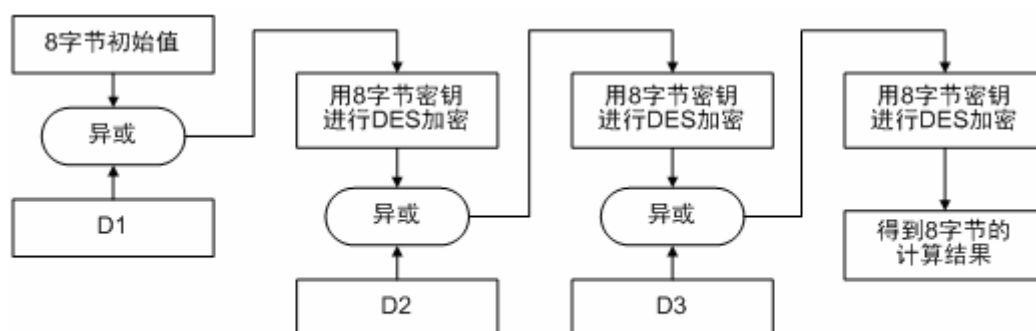 8字节初始值
异或
D1
用8字节密钥
进行DES加密
异或
D2
用8字节密钥
进行DES加密
异或
D3
用8字节密钥
进行DES加密
得到8字节的
计算结果